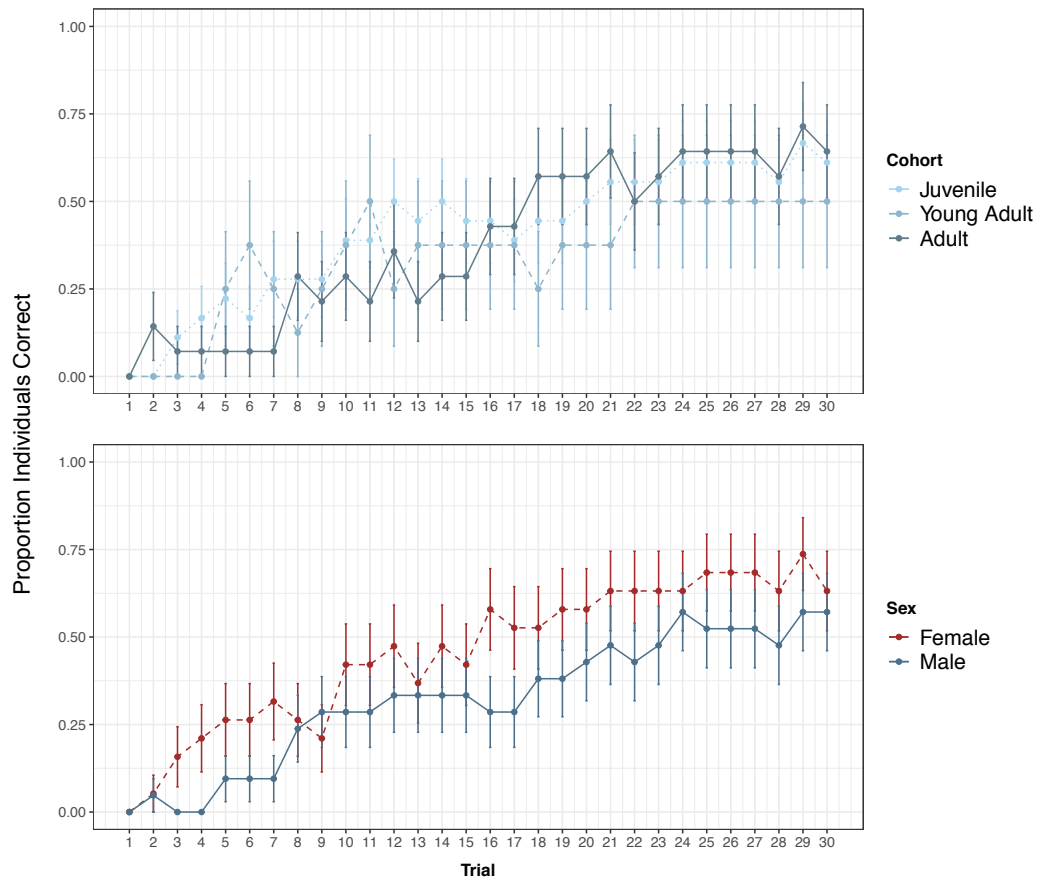 1.00
0.75
0.50
0.25
0.00
1 2 3 4 5 6 7 8 9 10 11 12 13 14 15 16 17 18 19 20 21 22 23 24 25 26 27 28 29 30
Cohort
Juvenile
Young Adult
Adult
Proportion Individuals Correct
1.00
0.75
0.50
0.25
0.00
1 2 3 4 5 6 7 8 9 10 11 12 13 14 15 16 17 18 19 20 21 22 23 24 25 26 27 28 29 30
Trial
Sex
Female
Male